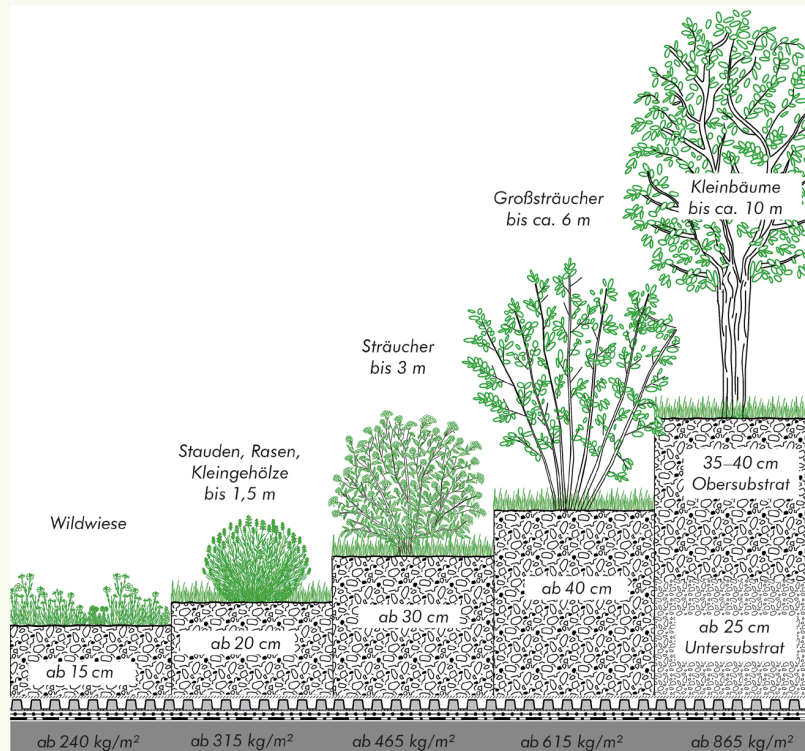 Wildwiese
Stauden, Rasen,
Kleingehölze
bis 1,5 m
Sträucher
bis 3 m
Großsträucher
bis ca. 6 m
Kleinbäume
bis ca. 10 m
ab 15 cm
ab 20 cm
ab 30 cm
ab 40 cm
35–40 cm
Obersubstrat
ab 25 cm
Untersubstrat
ab 240 kg/m²
ab 315 kg/m²
ab 465 kg/m²
ab 615 kg/m²
ab 865 kg/m²